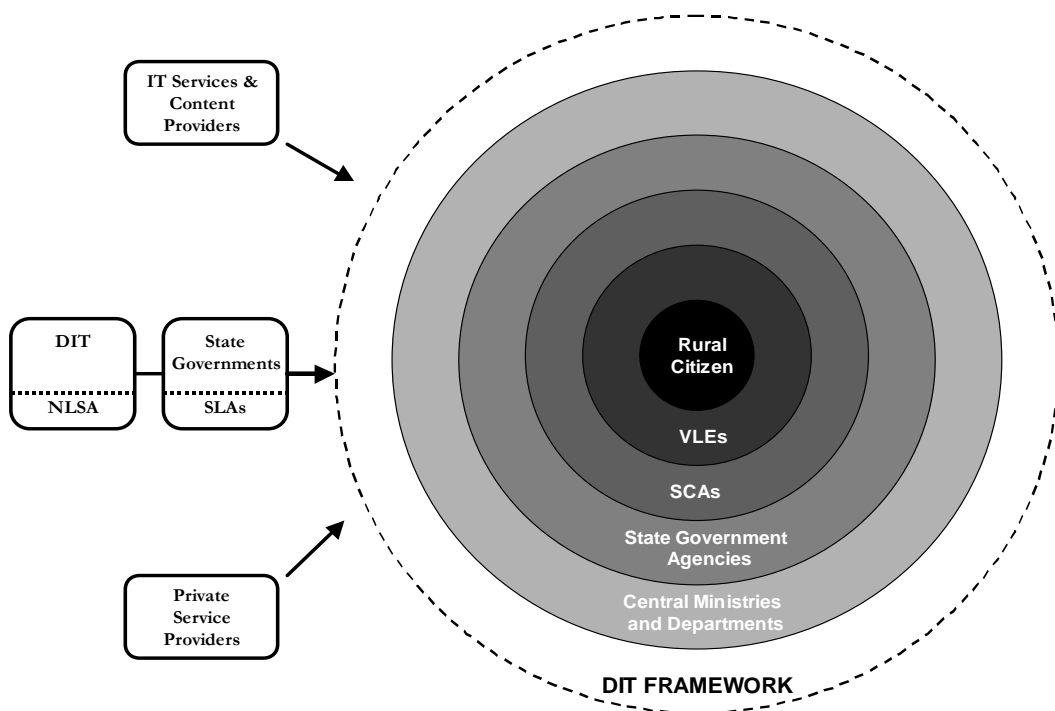 IT Services &
Content
Providers
DIT
NLSA
State
Governments
SLAs
Private
Service
Providers
Rural
Citizen
VLEs
SCAs
State Government
Agencies
Central Ministries
and Departments
DIT FRAMEWORK